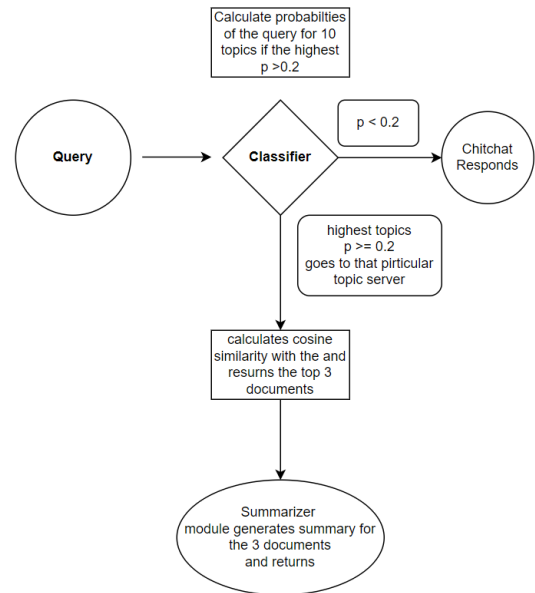 Calculate probabilties
of the query for 10
topics if the highest
p >0.2
p < 0.2
Query
Classifier
Chitchat
Responds
highest topics
p >= 0.2
goes to that pirticular
topic server
calculates cosine
similarity with the and
resurns the top 3
documents
Summarizer
module generates summary for
the 3 documents
and returns